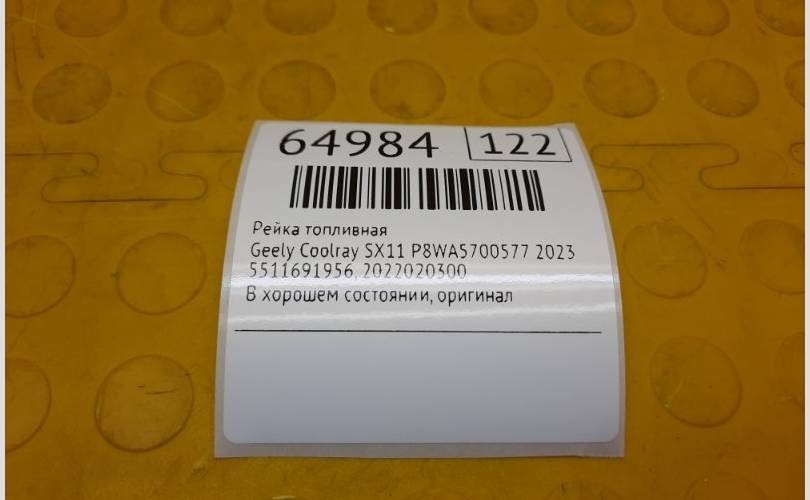 64984 122
Рейка топливная
Geely Coolray SX11 P8WA5700577 2023
5511691956, 2022020300
В хорошем состоянии, оригинал